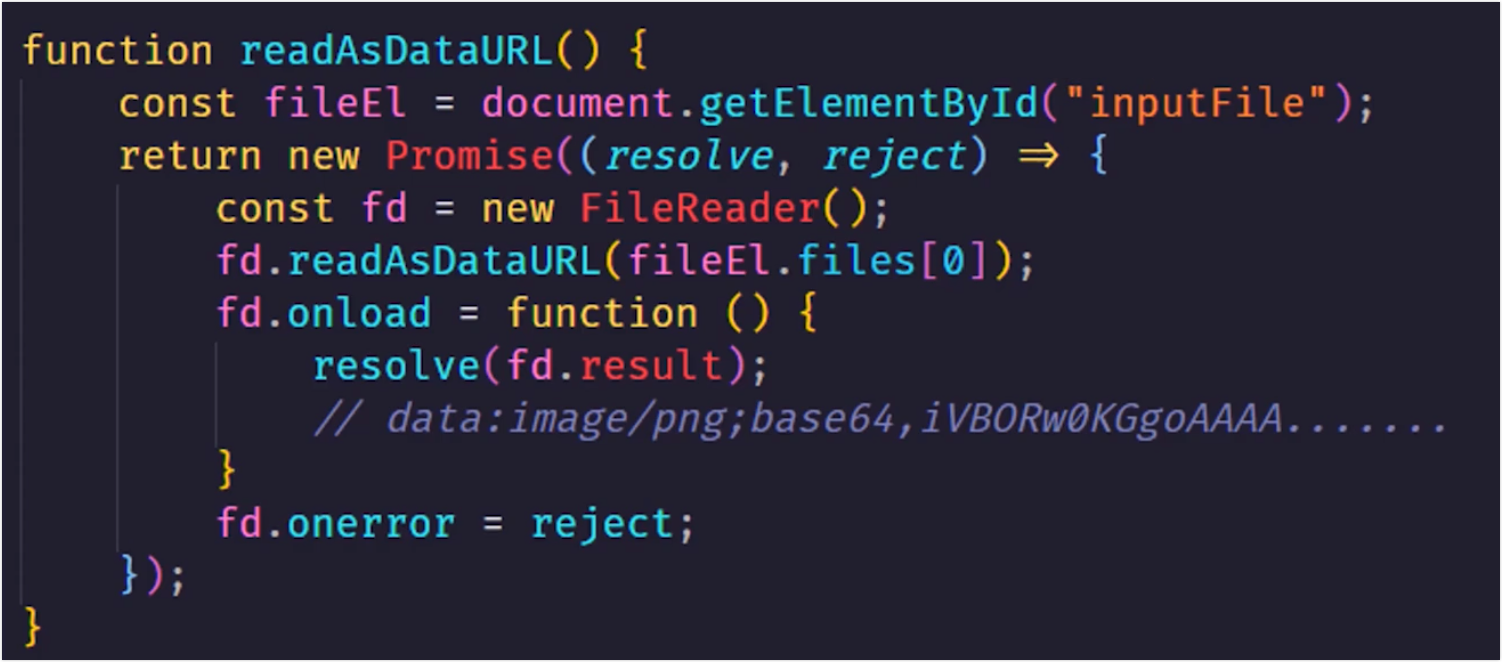 function readAsDataURL() {
    const fileEl = document.getElementById("inputFile");
    return new Promise((resolve, reject) => {
        const fd = new FileReader();
        fd.readAsDataURL(fileEl.files[0]);
        fd.onload = function () {
            resolve(fd.result);
            // data:image/png;base64,iVBORw0KGgoAAAA.......
        }
        fd.onerror = reject;
    });
}